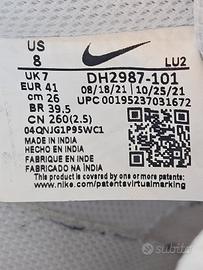 US
8
LU2
UK 7
EUR 41
cm 26
BR 39.5
CN 260(2.5)
DH2987-101
08/18/21 10/25/21
UPC 00195237031672
04QNJG1P95WC1
MADE IN INDIA
HECHO EN INDIA
FABRIQUE EN INDE
FABRICADO NA ÍNDIA
www.nike.com/patentsvirtualmarking
subito